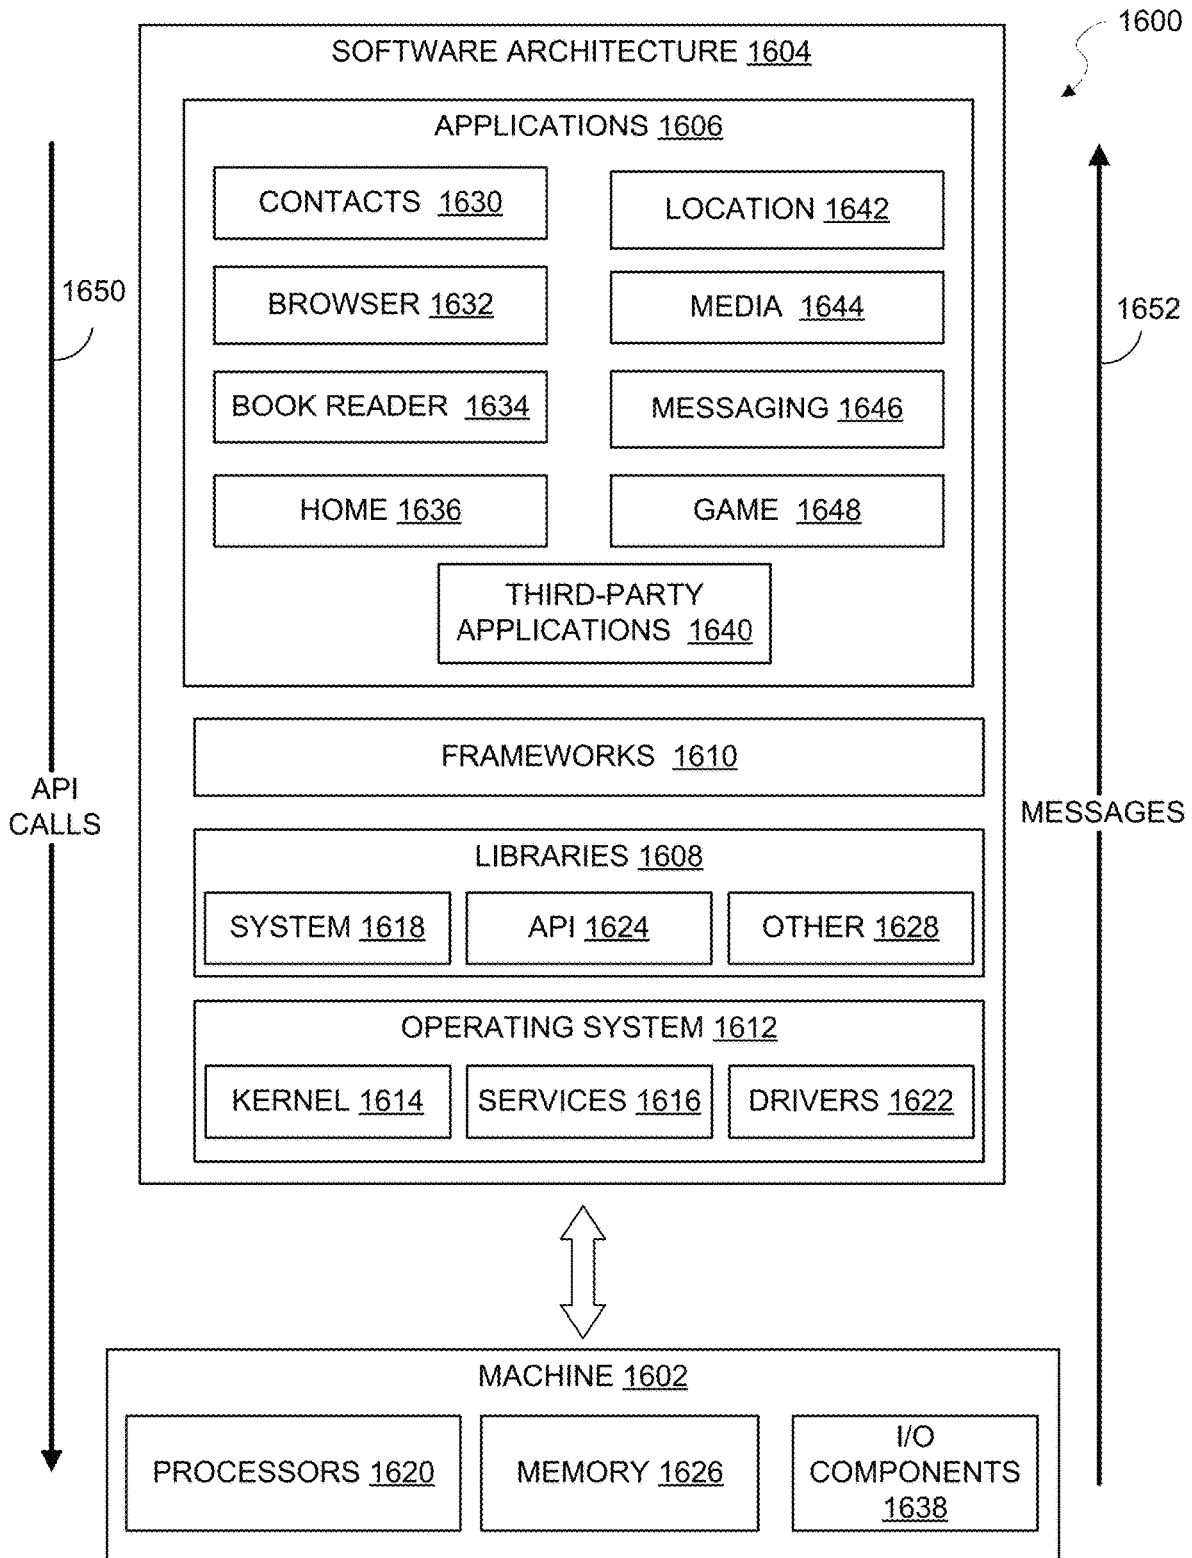 1600
SOFTWARE ARCHITECTURE 1604
APPLICATIONS 1606
CONTACTS 1630
LOCATION 1642
BROWSER 1632
MEDIA 1644
BOOK READER 1634
MESSAGING 1646
HOME 1636
GAME 1648
THIRD-PARTY
APPLICATIONS 1640
1650
1652
FRAMEWORKS 1610
API
CALLS
MESSAGES
LIBRARIES 1608
SYSTEM 1618
API 1624
OTHER 1628
OPERATING SYSTEM 1612
KERNEL 1614
SERVICES 1616
DRIVERS 1622
MACHINE 1602
PROCESSORS 1620
MEMORY 1626
I/O
COMPONENTS
1638